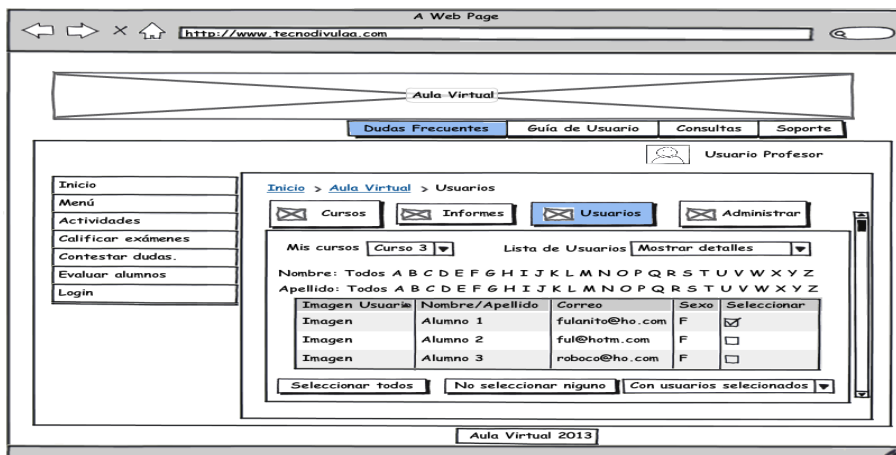 A Web Page
http://www.tecnodivulaa.com
Aula Virtual
Dudas Frecuentes Guía de Usuario Consultas Soporte
Usuario Profesor
Inicio
Menú
Actividades
Calificar exámenes
Contestar dudas.
Evaluar alumnos
Login
Inicio > Aula Virtual > Usuarios
Cursos Informes Usuarios Administrar
Mis cursos Curso 3 Lista de Usuarios Mostrar detalles
Nombre: Todos A B C D E F G H I J K L M N O P Q R S T U V W X Y Z
Apellido: Todos A B C D E F G H I J K L M N O P Q R S T U V W X Y Z
Imagen Usuario Nombre/Apellido Correo Sexo Seleccionar
Imagen Alumno 1 fulanito@ho.com F
Imagen Alumno 2 ful@hotm.com F
Imagen Alumno 3 roboco@ho.com F
Seleccionar todos No seleccionar niguno Con usuarios selecionados
Aula Virtual 2013